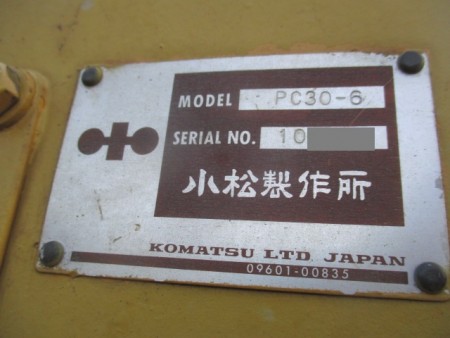 MODEL PC30-6
SERIAL NO. 10
小松製作所
KOMATSU LTD. JAPAN
09601-00835